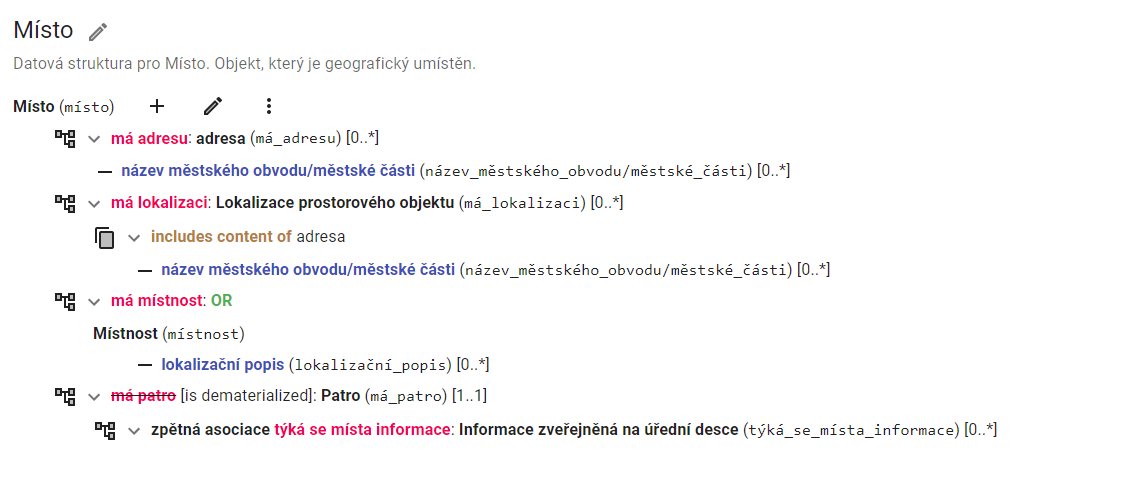 Místo
Datová struktura pro Místo. Objekt, který je geografický umístěn.
Místo (místo)
má adresu: adresa (má_adresu) [0..*]
název městského obvodu/městské části (název_městského_obvodu/městské_části) [0..*]
má lokalizaci: Lokalizace prostorového objektu (má_lokalizaci) [0..*]
includes content of adresa
název městského obvodu/městské části (název_městského_obvodu/městské_části) [0..*]
má místnost: OR
Místnost (místnost)
lokalizační popis (lokalizační_popis) [0..*]
má patro [is dematerialized]: Patro (má_patro) [1..1]
zpětná asociace týká se místa informace: Informace zveřejněná na úřední desce (týká_se_místa_informace) [0..*]